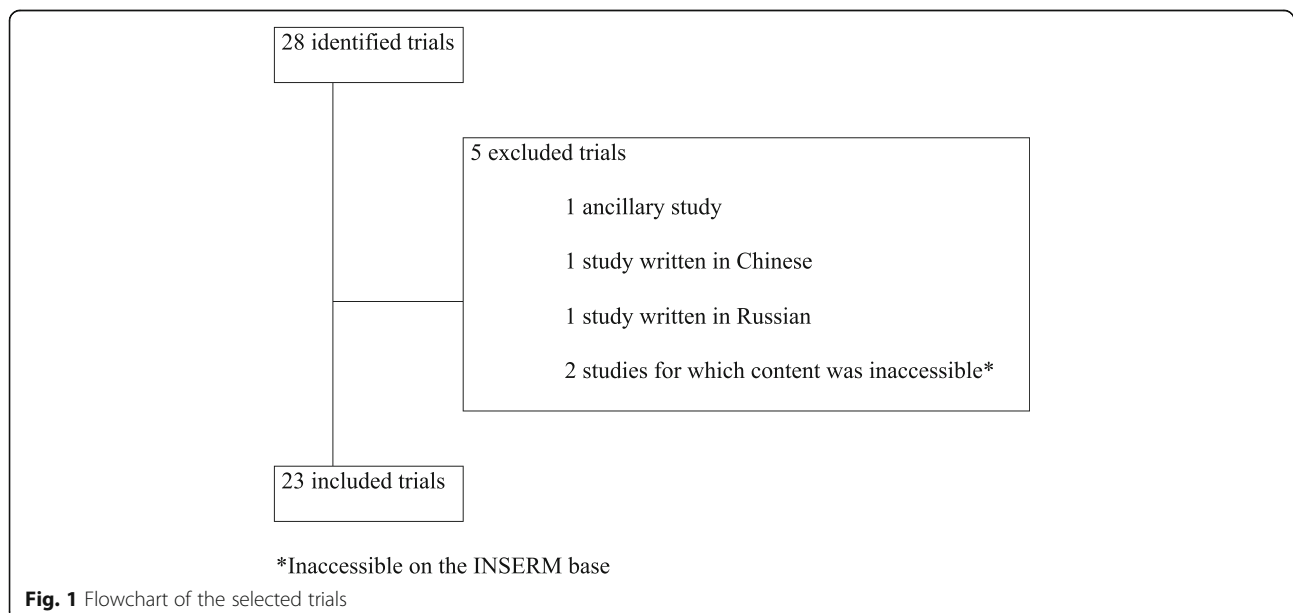 28 identified trials
5 excluded trials
1 ancillary study
1 study written in Chinese
1 study written in Russian
2 studies for which content was inaccessible*
23 included trials
*Inaccessible on the INSERM base
Fig. 1 Flowchart of the selected trials